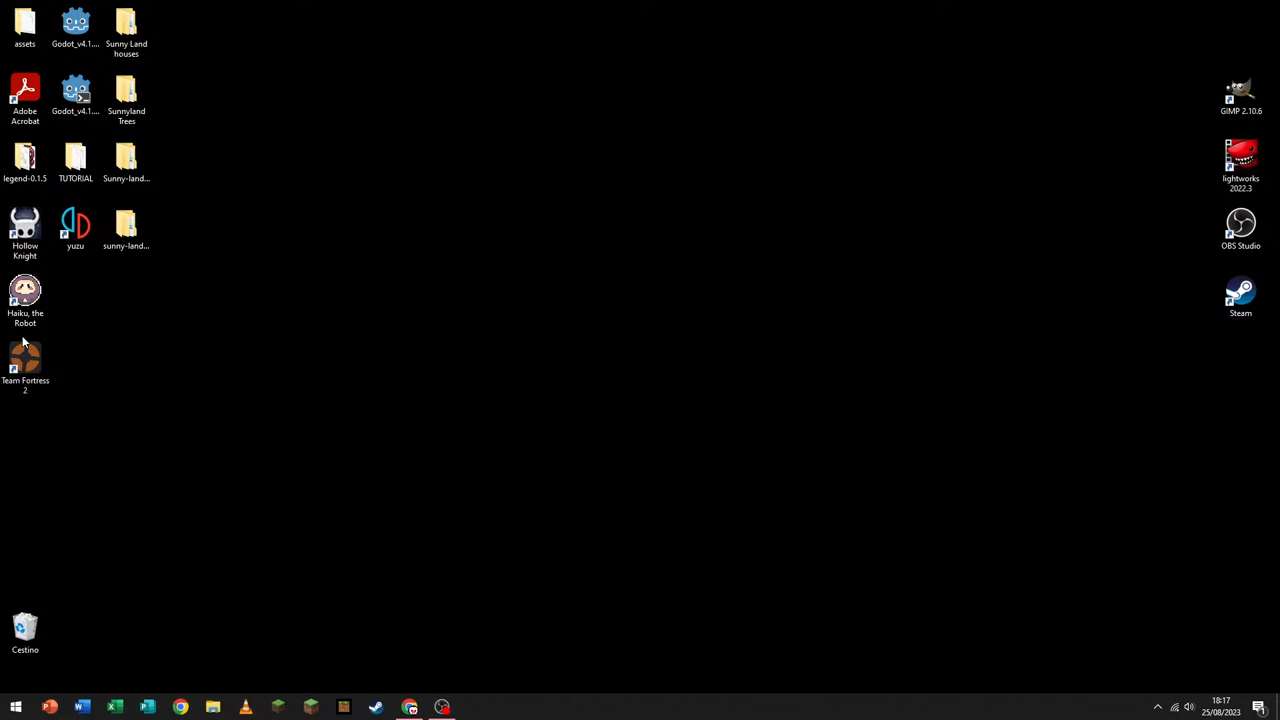 assets
Godot_v4.1....
Sunny Land
houses
Adobe
Acrobat
Godot_v4.1....
Sunnyland
Trees
legend-0.1.5
TUTORIAL
Sunny-land...
Hollow
Knight
yuzu
sunny-land...
Haiku, the
Robot
Team Fortress
2
Cestino
GIMP 2.10.6
lightworks
2022.3
OBS Studio
Steam
18:17
25/08/2023